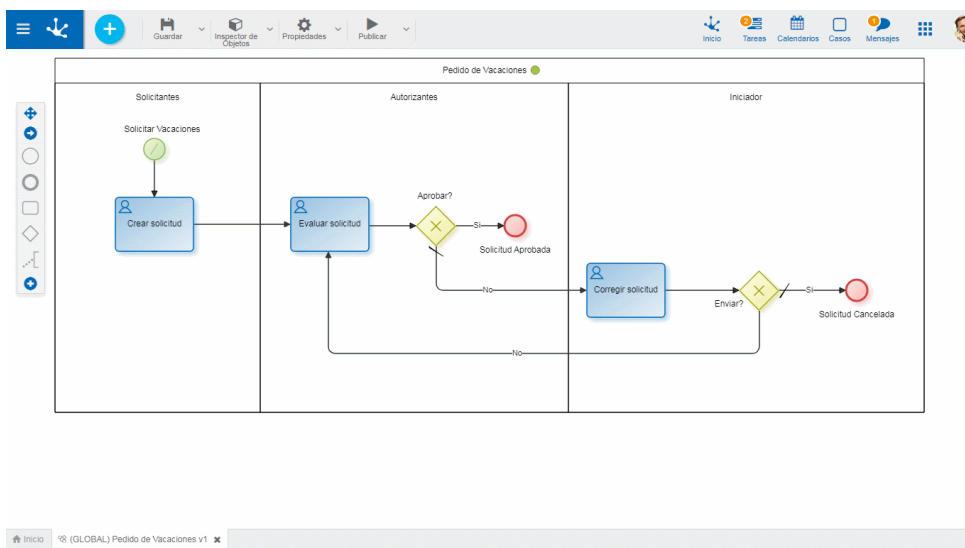 Guardar
Inspector de
Objetos
Propiedades
Publicar
Inicio
2
Tareas
Calendarios
Casos
1
Mensajes
Pedido de Vacaciones
Solicitantes
Autorizantes
Iniciador
Solicitar Vacaciones
Crear solicitud
Evaluar solicitud
Aprobar?
Si
Solicitud Aprobada
No
Corregir solicitud
Enviar?
Si
Solicitud Cancelada
No
Inicio
(GLOBAL) Pedido de Vacaciones v1